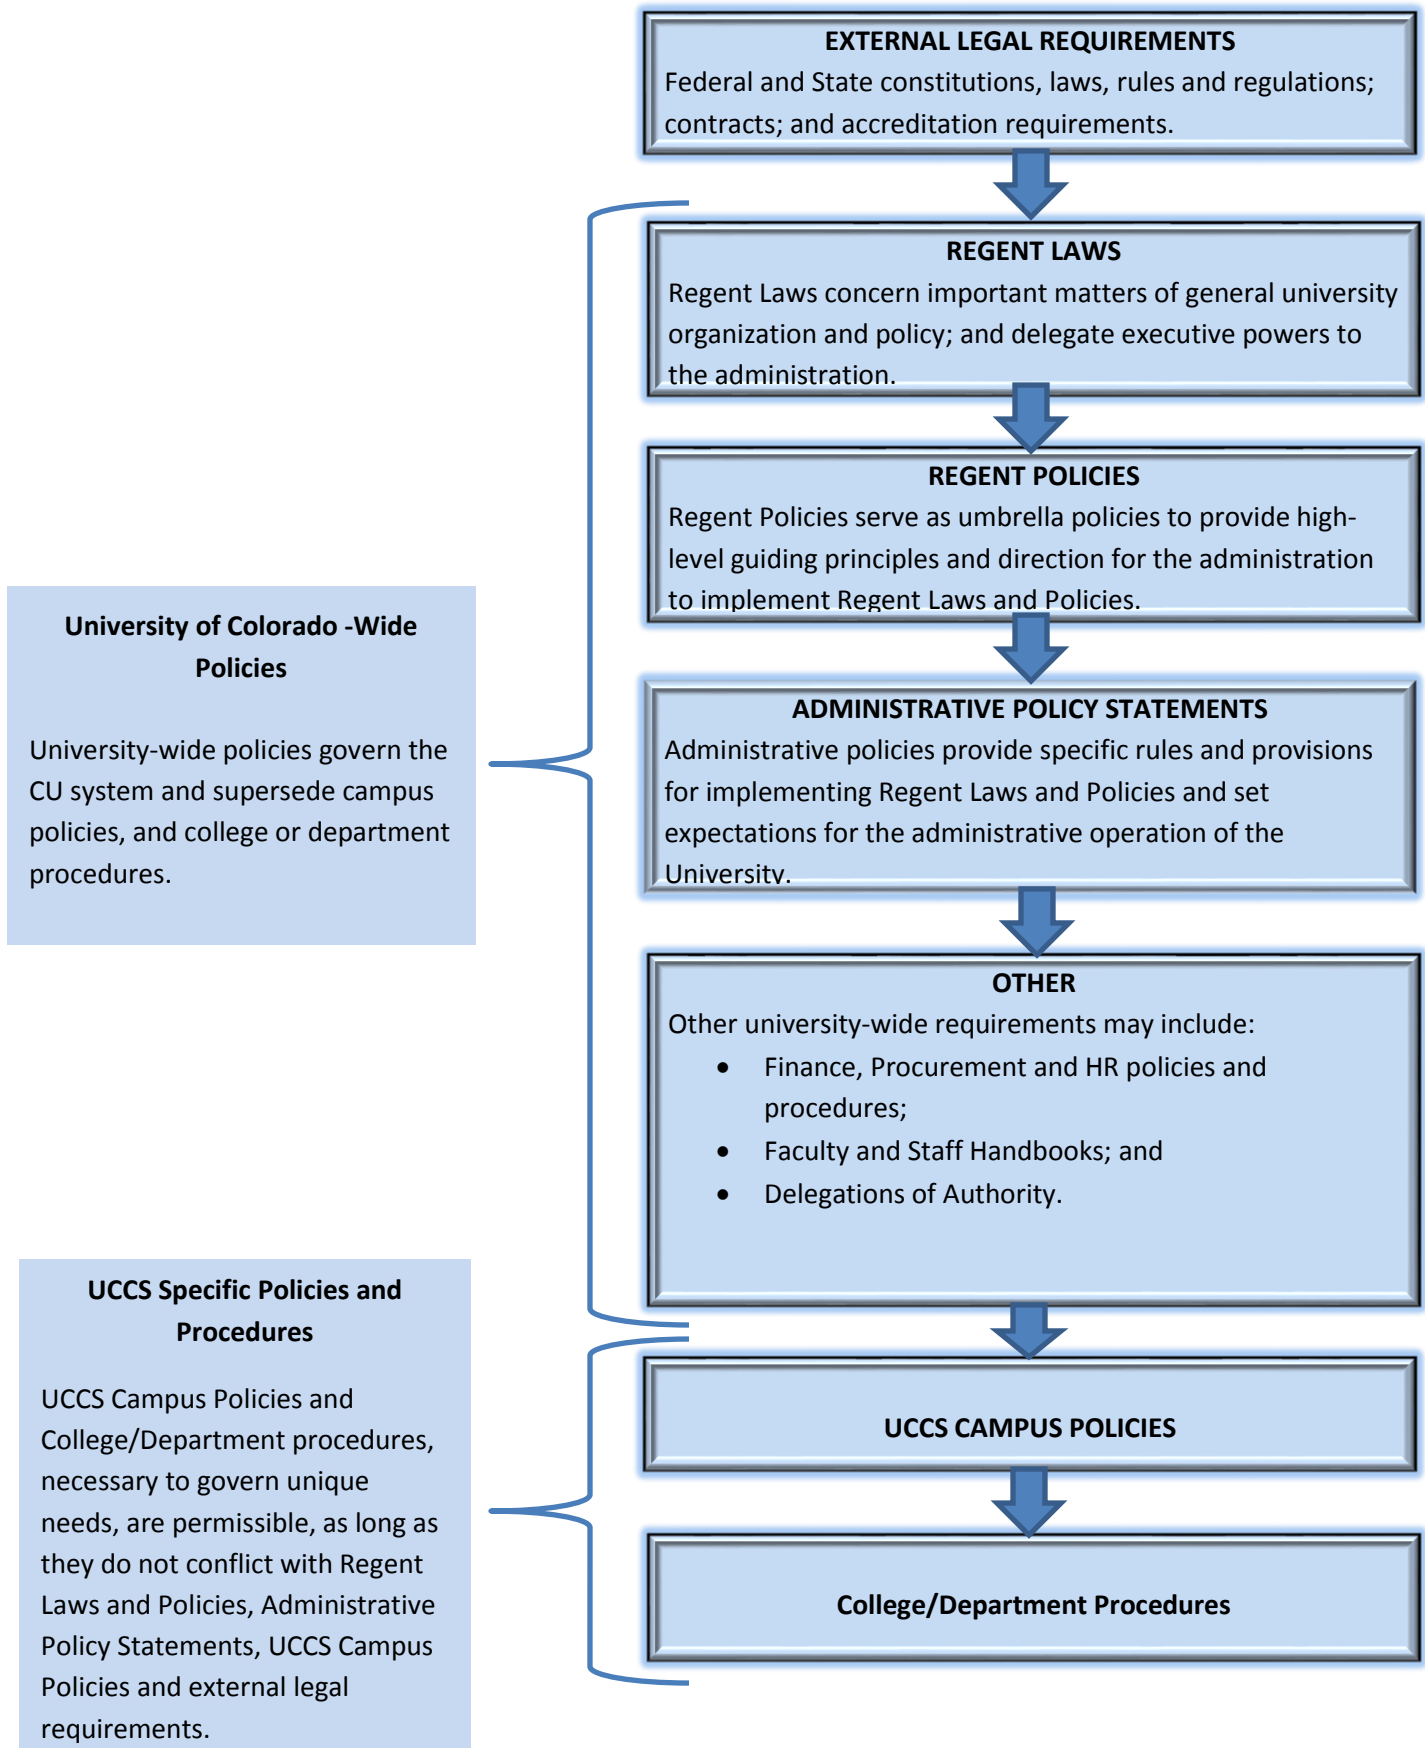 EXTERNAL LEGAL REQUIREMENTS
Federal and State constitutions, laws, rules and regulations;
contracts; and accreditation requirements.
REGENT LAWS
Regent Laws concern important matters of general university
organization and policy; and delegate executive powers to
the administration.
REGENT POLICIES
Regent Policies serve as umbrella policies to provide high-
level guiding principles and direction for the administration
to implement Regent Laws and Policies.
University of Colorado -Wide
Policies
University-wide policies govern the
CU system and supersede campus
policies, and college or department
procedures.
ADMINISTRATIVE POLICY STATEMENTS
Administrative policies provide specific rules and provisions
for implementing Regent Laws and Policies and set
expectations for the administrative operation of the
University.
OTHER
Other university-wide requirements may include:
• Finance, Procurement and HR policies and
procedures;
• Faculty and Staff Handbooks; and
• Delegations of Authority.
UCCS Specific Policies and
Procedures
UCCS Campus Policies and
College/Department procedures,
necessary to govern unique
needs, are permissible, as long as
they do not conflict with Regent
Laws and Policies, Administrative
Policy Statements, UCCS Campus
Policies and external legal
requirements.
UCCS CAMPUS POLICIES
College/Department Procedures